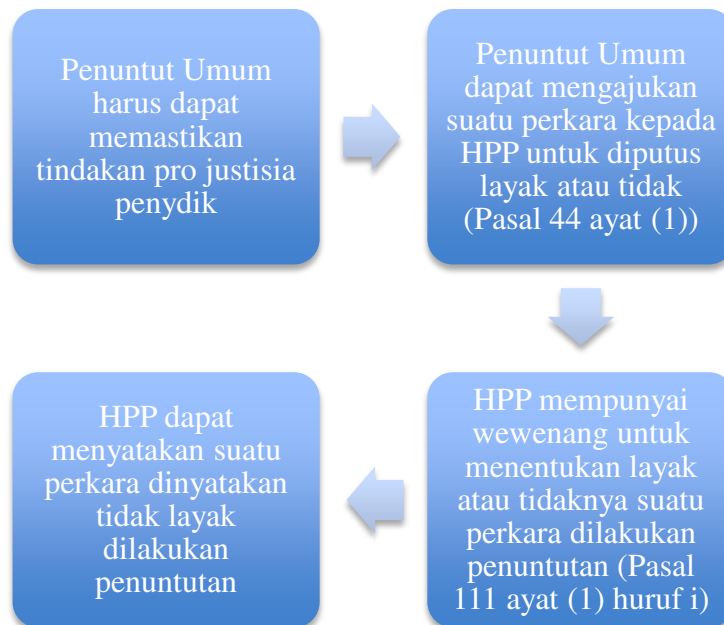 Penuntut Umum
harus dapat
memastikan
tindakan pro justisia
penydik
Penuntut Umum
dapat mengajukan
suatu perkara kepada
HPP untuk diputus
layak atau tidak
(Pasal 44 ayat (1))
HPP mempunyai
wewenang untuk
menentukan layak
atau tidaknya suatu
perkara dilakukan
penuntutan (Pasal
111 ayat (1) huruf i)
HPP dapat
menyatakan suatu
perkara dinyatakan
tidak layak
dilakukan
penuntutan